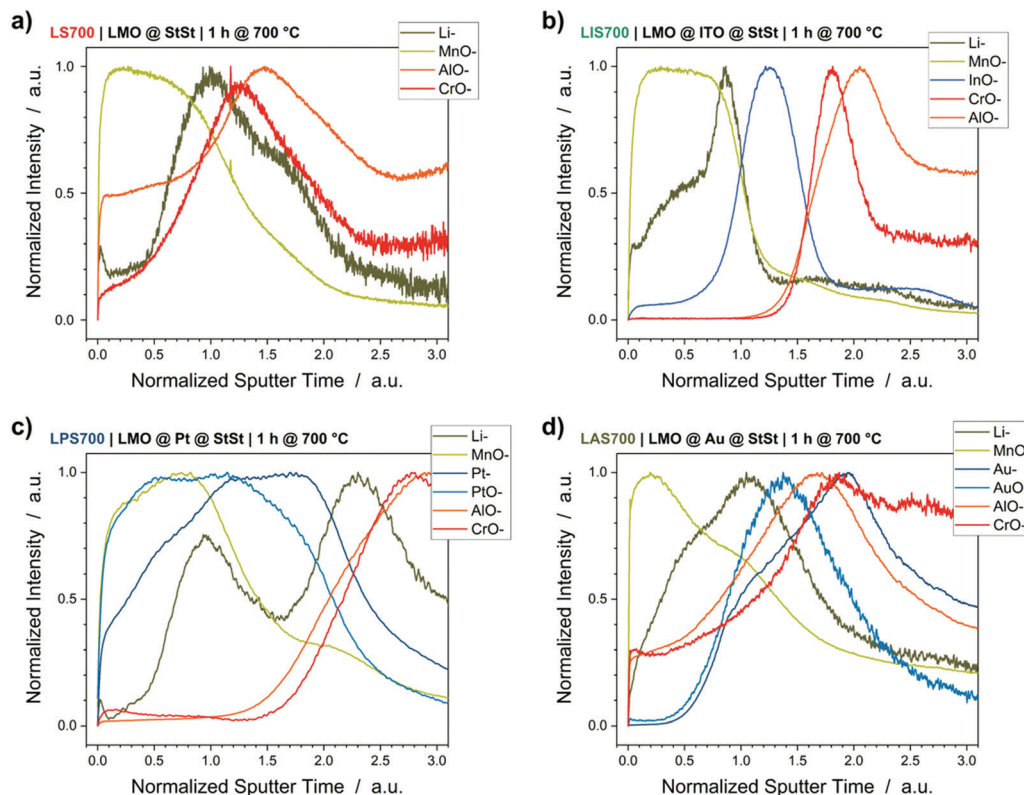 a)
LS700 | LMO @ StSt | 1 h @ 700 °C
Li-
MnO-
AlO-
CrO-
1.0
0.5
0.0
Normalized Intensity / a.u.
0.0 0.5 1.0 1.5 2.0 2.5 3.0
Normalized Sputter Time / a.u.
b)
LIS700 | LMO @ ITO @ StSt | 1 h @ 700 °C
Li-
MnO-
InO-
CrO-
AlO-
1.0
0.5
0.0
Normalized Intensity / a.u.
0.0 0.5 1.0 1.5 2.0 2.5 3.0
Normalized Sputter Time / a.u.
c)
LPS700 | LMO @ Pt @ StSt | 1 h @ 700 °C
Li-
MnO-
Pt-
PtO-
AlO-
CrO-
1.0
0.5
0.0
Normalized Intensity / a.u.
0.0 0.5 1.0 1.5 2.0 2.5 3.0
Normalized Sputter Time / a.u.
d)
LAS700 | LMO @ Au @ StSt | 1 h @ 700 °C
Li-
MnO
Au-
AuO
AlO-
CrO-
1.0
0.5
0.0
Normalized Intensity / a.u.
0.0 0.5 1.0 1.5 2.0 2.5 3.0
Normalized Sputter Time / a.u.